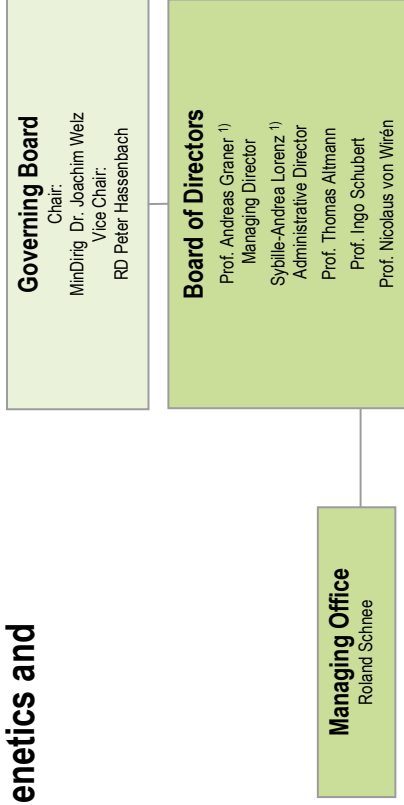 enetics and
Governing Board
Chair:
MinDirig Dr. Joachim Welz
Vice Chair:
RD Peter Hassenbach
Board of Directors
Prof. Andreas Graner 1)
Managing Director
Sybille-Andrea Lorenz 1)
Administrative Director
Prof. Thomas Altmann
Prof. Ingo Schubert
Prof. Nicolaus von Wirén
Managing Office
Roland Schnee